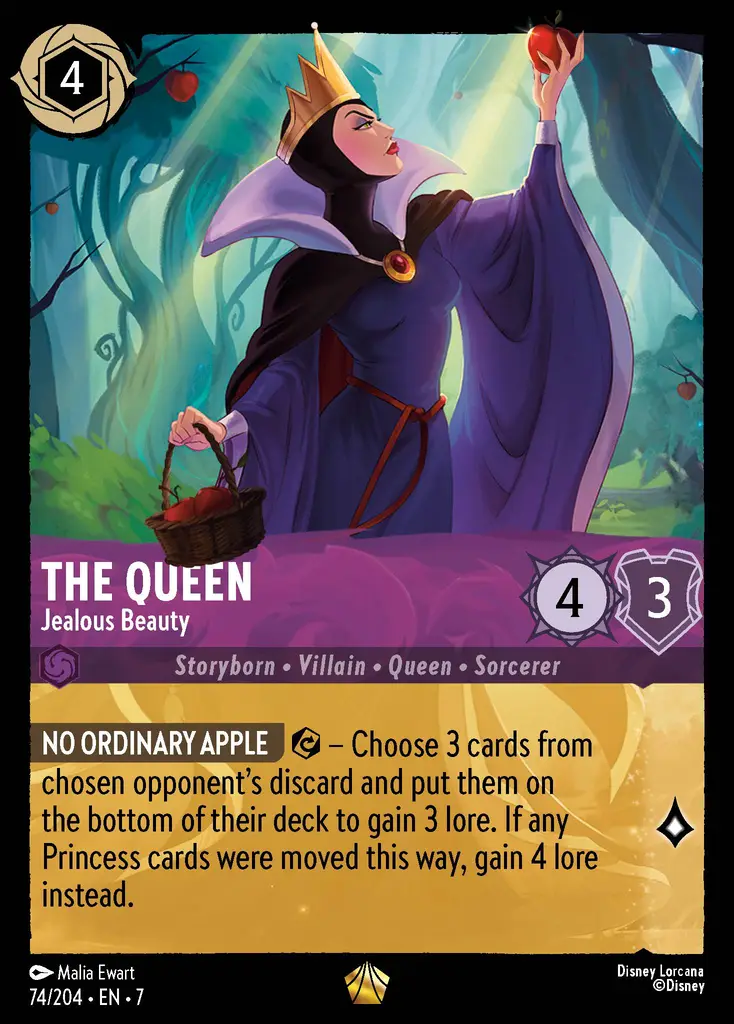 4
THE QUEEN
Jealous Beauty
4
3
Storyborn • Villain • Queen • Sorcerer
NO ORDINARY APPLE – Choose 3 cards from
chosen opponent's discard and put them on
the bottom of their deck to gain 3 lore. If any
Princess cards were moved this way, gain 4 lore
instead.
Malia Ewart
74/204 • EN • 7
Disney Lorcana
©Disney